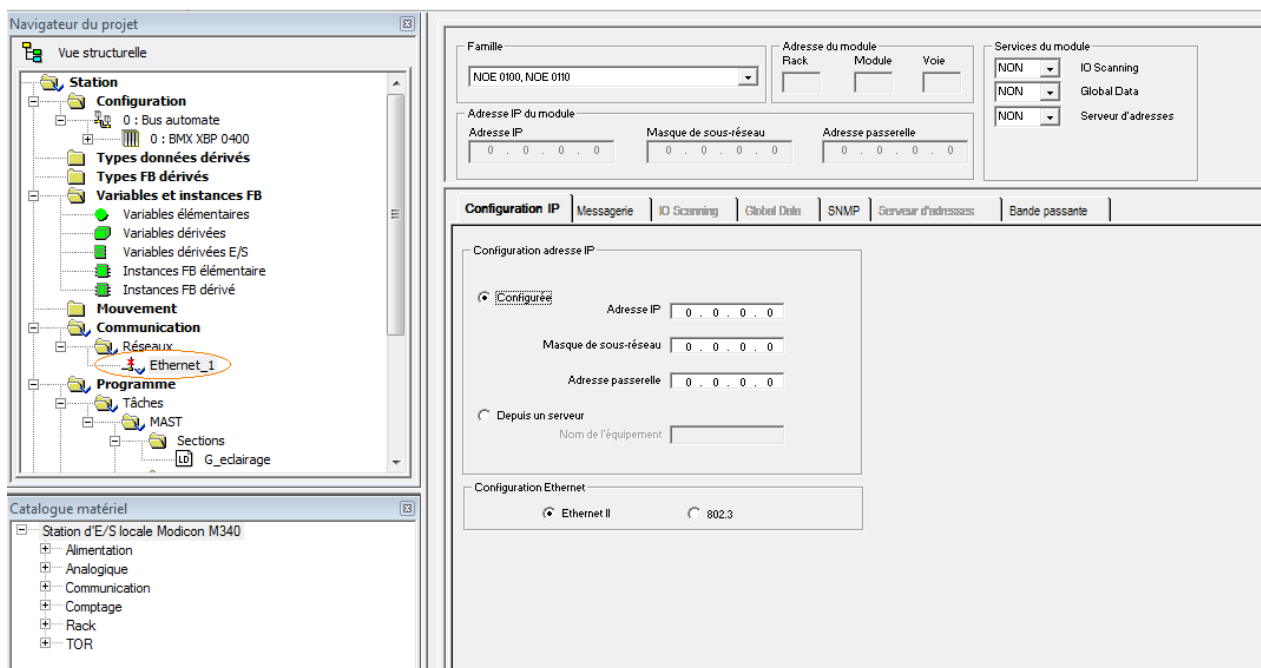 Navigateur du projet
Vue structurelle
Station
Configuration
0 : Bus automate
0 : BMX XBP 0400
Types données dérivés
Types FB dérivés
Variables et instances FB
Variables élémentaires
Variables dérivées
Variables dérivées E/S
Instances FB élémentaire
Instances FB dérivé
Mouvement
Communication
Réseaux
Ethernet_1
Programme
Tâches
MAST
Sections
LD G_eclairage
Catalogue matériel
Station d'E/S locale Modicon M340
Alimentation
Analogique
Communication
Comptage
Rack
TOR
Famille
NOE 0100, NOE 0110
Adresse du module
Rack Module Voie
Services du module
NON IO Scanning
NON Global Data
NON Serveur d'adresses
Adresse IP du module
Adresse IP Masque de sous-réseau Adresse passerelle
0 . 0 . 0 . 0 0 . 0 . 0 . 0 0 . 0 . 0 . 0
Configuration IP Messagerie IO Scanning Global Data SNMP Serveur d'adresses Bande passante
Configuration adresse IP
Configurée
Adresse IP 0 . 0 . 0 . 0
Masque de sous-réseau 0 . 0 . 0 . 0
Adresse passerelle 0 . 0 . 0 . 0
Depuis un serveur
Nom de l'équipement
Configuration Ethernet
Ethernet II 802.3